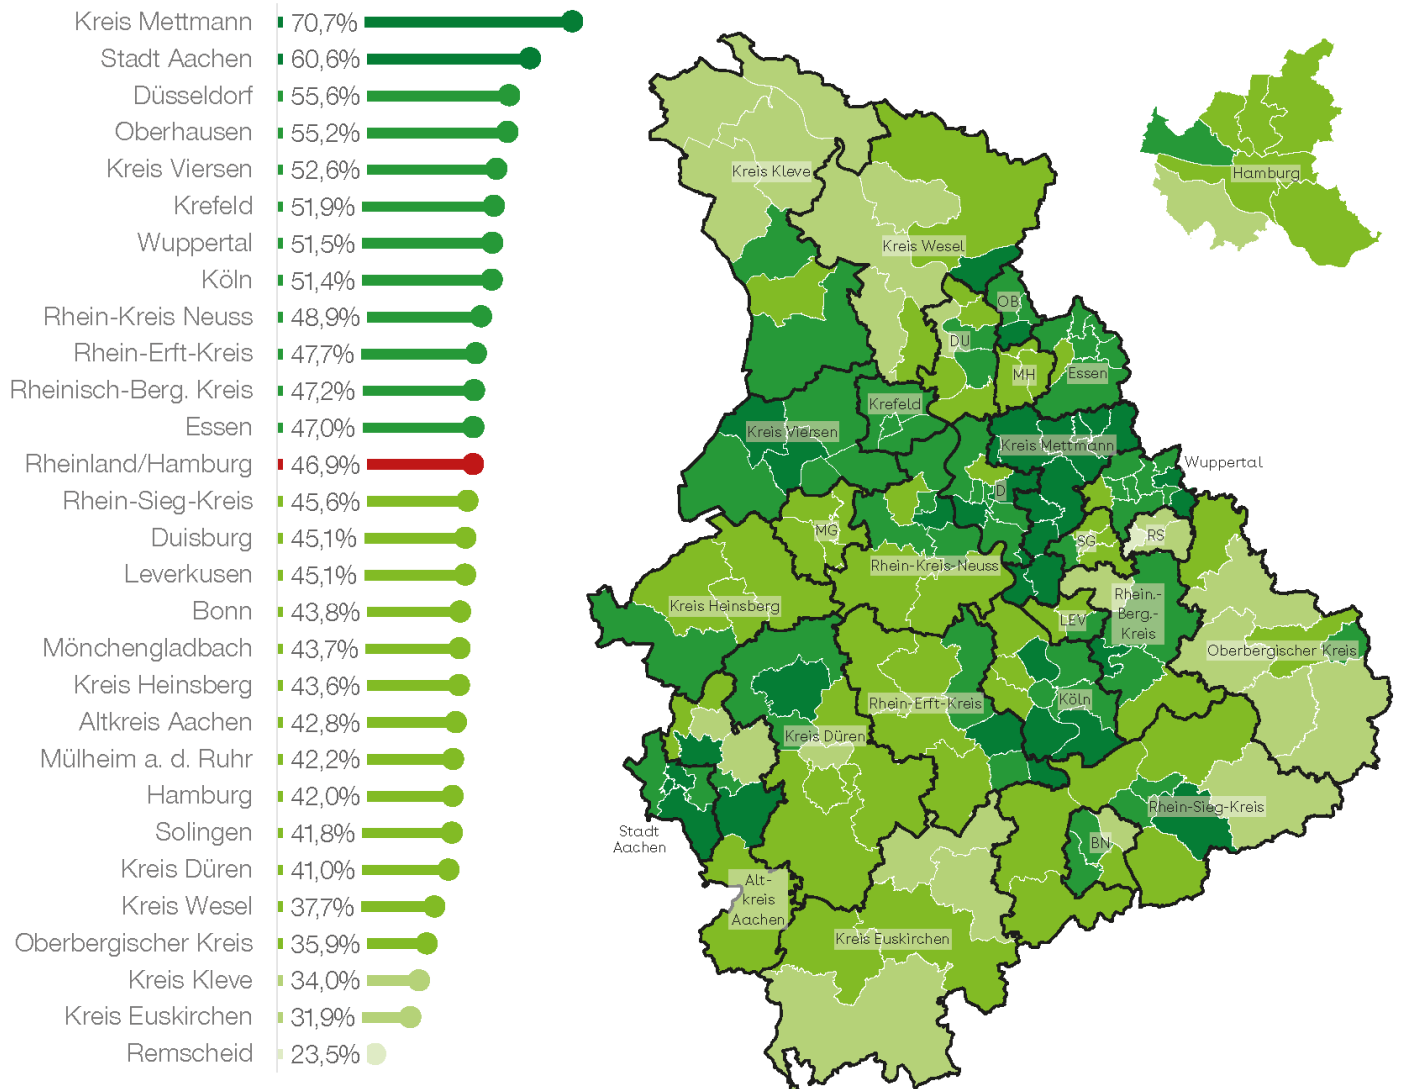 Kreis Mettmann 70,7%
Stadt Aachen 60,6%
Düsseldorf 55,6%
Oberhausen 55,2%
Kreis Viersen 52,6%
Krefeld 51,9%
Wuppertal 51,5%
Köln 51,4%
Rhein-Kreis Neuss 48,9%
Rhein-Erft-Kreis 47,7%
Rheinisch-Berg. Kreis 47,2%
Essen 47,0%
Rheinland/Hamburg 46,9%
Rhein-Sieg-Kreis 45,6%
Duisburg 45,1%
Leverkusen 45,1%
Bonn 43,8%
Mönchengladbach 43,7%
Kreis Heinsberg 43,6%
Altkreis Aachen 42,8%
Mülheim a. d. Ruhr 42,2%
Hamburg 42,0%
Solingen 41,8%
Kreis Düren 41,0%
Kreis Wesel 37,7%
Oberbergischer Kreis 35,9%
Kreis Kleve 34,0%
Kreis Euskirchen 31,9%
Remscheid 23,5%
Kreis Kleve
Hamburg
Kreis Wesel
OB
DU
MH
Essen
Krefeld
Kreis Viersen
Kreis Mettmann
Wuppertal
D
MG
SG
RS
Rhein-Kreis-Neuss
Kreis Heinsberg
LEV
Rhein.-
Berg.-
Kreis
Oberbergischer Kreis
Köln
Rhein-Erft-Kreis
Kreis Düren
Rhein-Sieg-Kreis
Stadt
Aachen
BN
Alt-
kreis
Aachen
Kreis Euskirchen